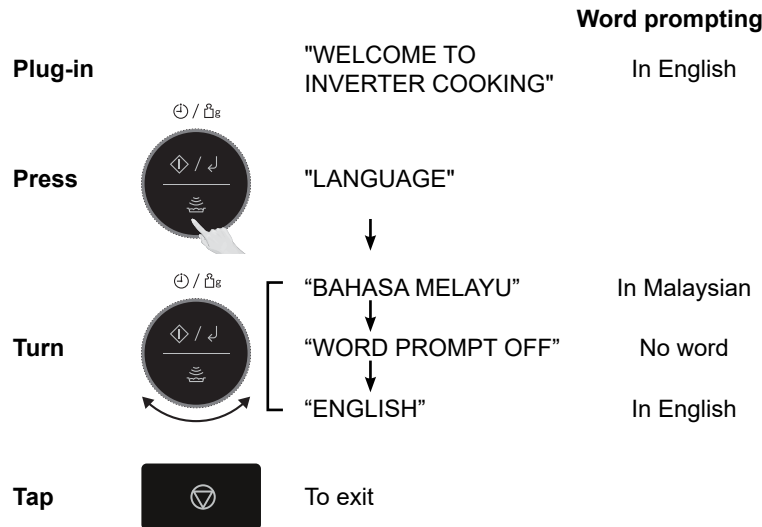 Word prompting
Plug-in
"WELCOME TO
INVERTER COOKING"
In English
/ g
Press
/
"LANGUAGE"
/ g
Turn
/
“BAHASA MELAYU”
In Malaysian
“WORD PROMPT OFF”
No word
“ENGLISH”
In English
Tap
To exit